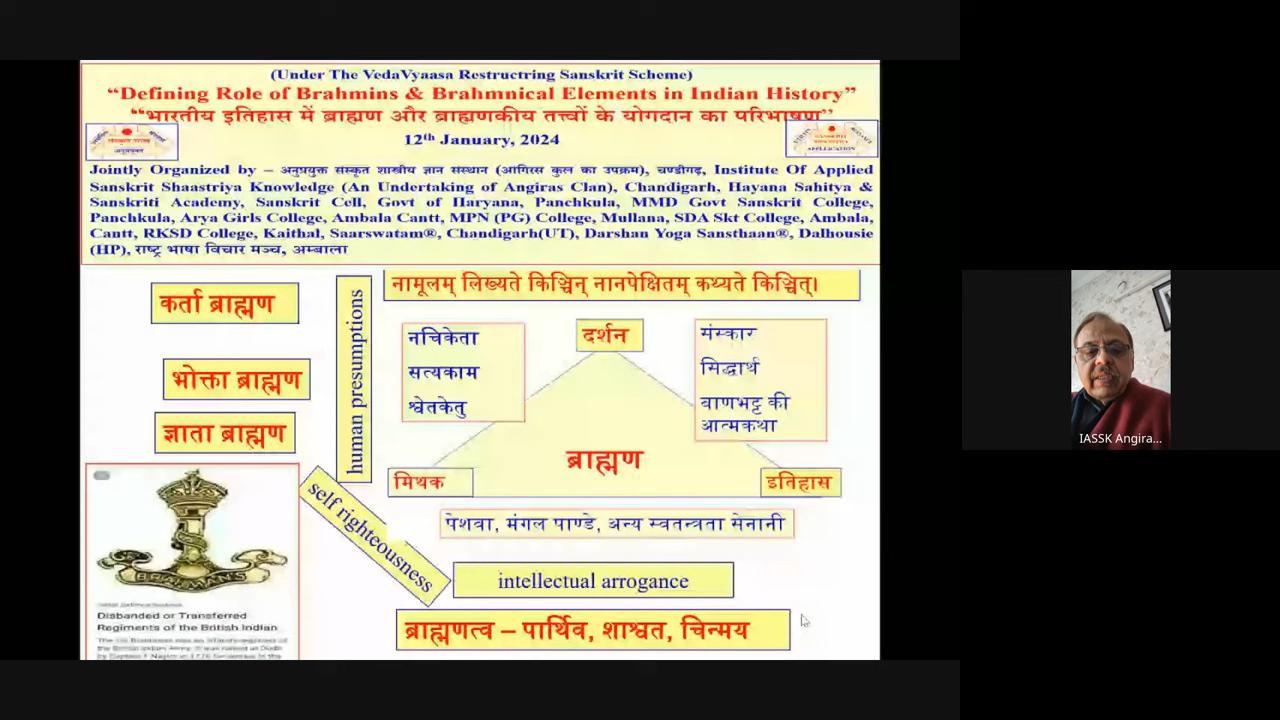 (Under The VedaVyaasa Restructring Sanskrit Scheme)
“Defining Role of Brahmins & Brahmnical Elements in Indian History”
“भारतीय इतिहास में ब्राह्मण और ब्राह्मणकीय तत्त्वों के योगदान का परिभाषण”
12th January, 2024
Jointly Organized by – अनुप्रयुक्त संस्कृत शास्त्रीय ज्ञान संस्थान (आंगिरस कुल का उपक्रम), चण्डीगढ़, Institute Of Applied
Sanskrit Shaastriya Knowledge (An Undertaking of Angiras Clan), Chandigarh, Hayana Sahitya &
Sanskriti Academy, Sanskrit Cell, Govt of Haryana, Panchkula, MMD Govt Sanskrit College,
Panchkula, Arya Girls College, Ambala Cantt, MPN (PG) College, Mullana, SDA Skt College, Ambala,
Cantt, RKSD College, Kaithal, Saarswatam®, Chandigarh(UT), Darshan Yoga Sansthaan®, Dalhousie
(HP), राष्ट्र भाषा विचार मञ्च, अम्बाला
नामूलम् लिख्यते किञ्चिन् नानपेक्षितम् कथ्यते किञ्चित्।
कर्ता ब्राह्मण
भोक्ता ब्राह्मण
ज्ञाता ब्राह्मण
human presumptions
नचिकेता
सत्यकाम
श्वेतकेतु
दर्शन
संस्कार
सिद्धार्थ
वाणभट्ट की
आत्मकथा
ब्राह्मण
मिथक
इतिहास
पेशवा, मंगल पाण्डे, अन्य स्वतन्त्रता सेनानी
self righteousness
intellectual arrogance
ब्राह्मणत्व – पार्थिव, शाश्वत, चिन्मय
BRAHMAN'S
Disbanded or Transferred
Regiments of the British Indian
IASSK Angira...